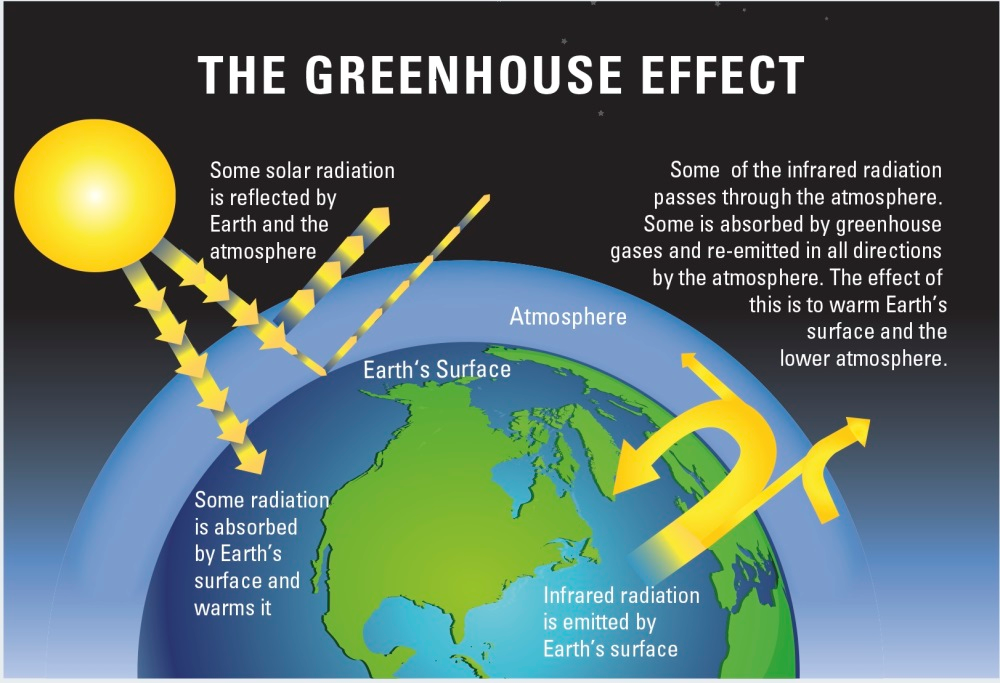 THE GREENHOUSE EFFECT
Some solar radiation
is reflected by
Earth and the
atmosphere
Some of the infrared radiation
passes through the atmosphere.
Some is absorbed by greenhouse
gases and re-emitted in all directions
by the atmosphere. The effect of
this is to warm Earth's
surface and the
lower atmosphere.
Atmosphere
Earth's Surface
Some radiation
is absorbed
by Earth's
surface and
warms it
Infrared radiation
is emitted by
Earth's surface